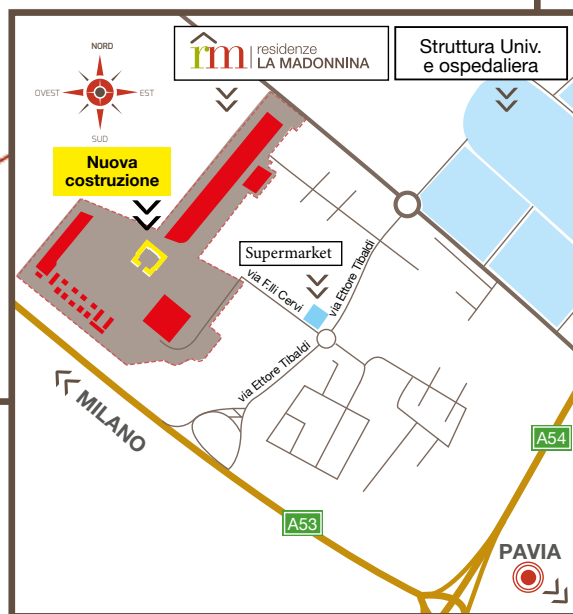 NORD
OVEST
EST
SUD
rm residenze
LA MADONNINA
Struttura Univ.
e ospedaliera
Nuova
costruzione
Supermarket
via F.lli Cervi
via Ettore Tibaldi
via Ettore Tibaldi
MILANO
A53
A54
PAVIA